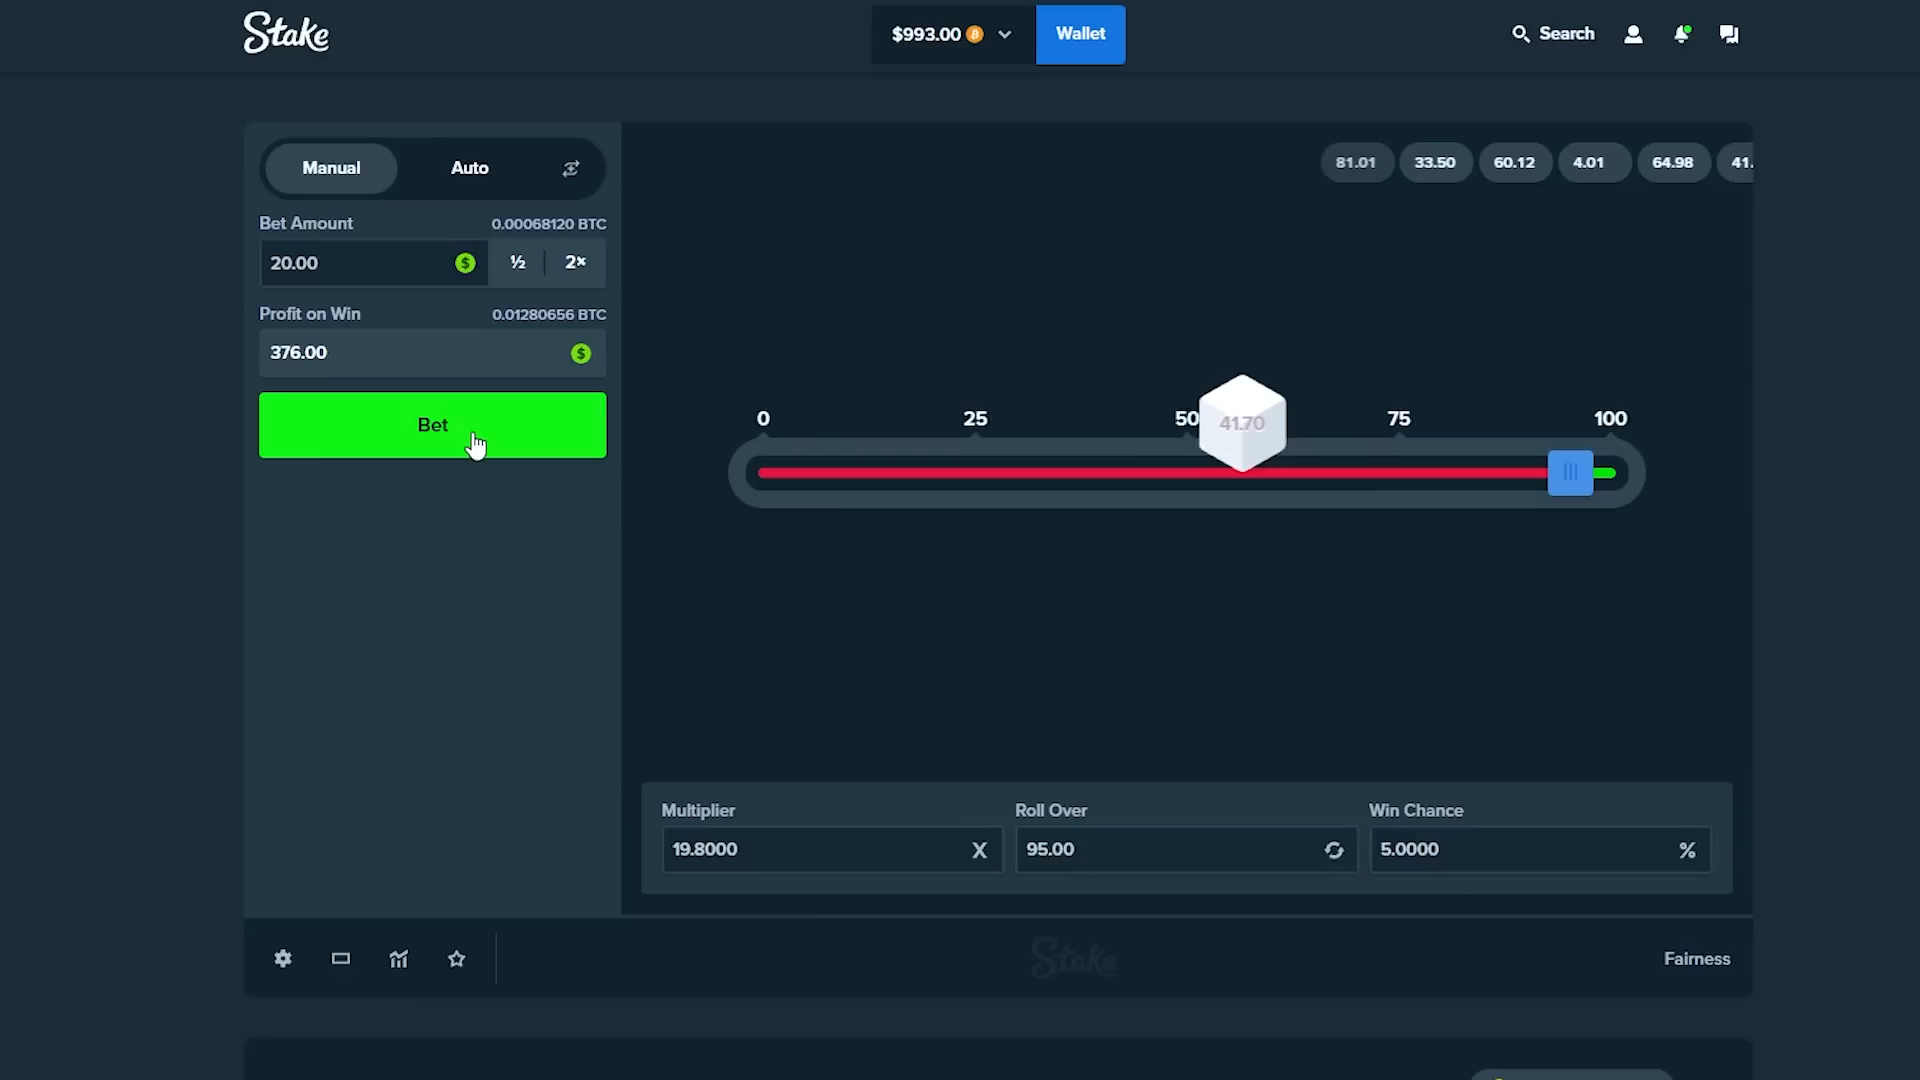 Stake
$993.00
Wallet
Search
Manual
Auto
81.01
33.50
60.12
4.01
64.98
41.
Bet Amount
0.00068120 BTC
20.00
$
½
2×
Profit on Win
0.01280656 BTC
376.00
$
Bet
0
25
50
75
100
41.70
Multiplier
Roll Over
Win Chance
19.8000
X
95.00
5.0000
%
Stake
Fairness